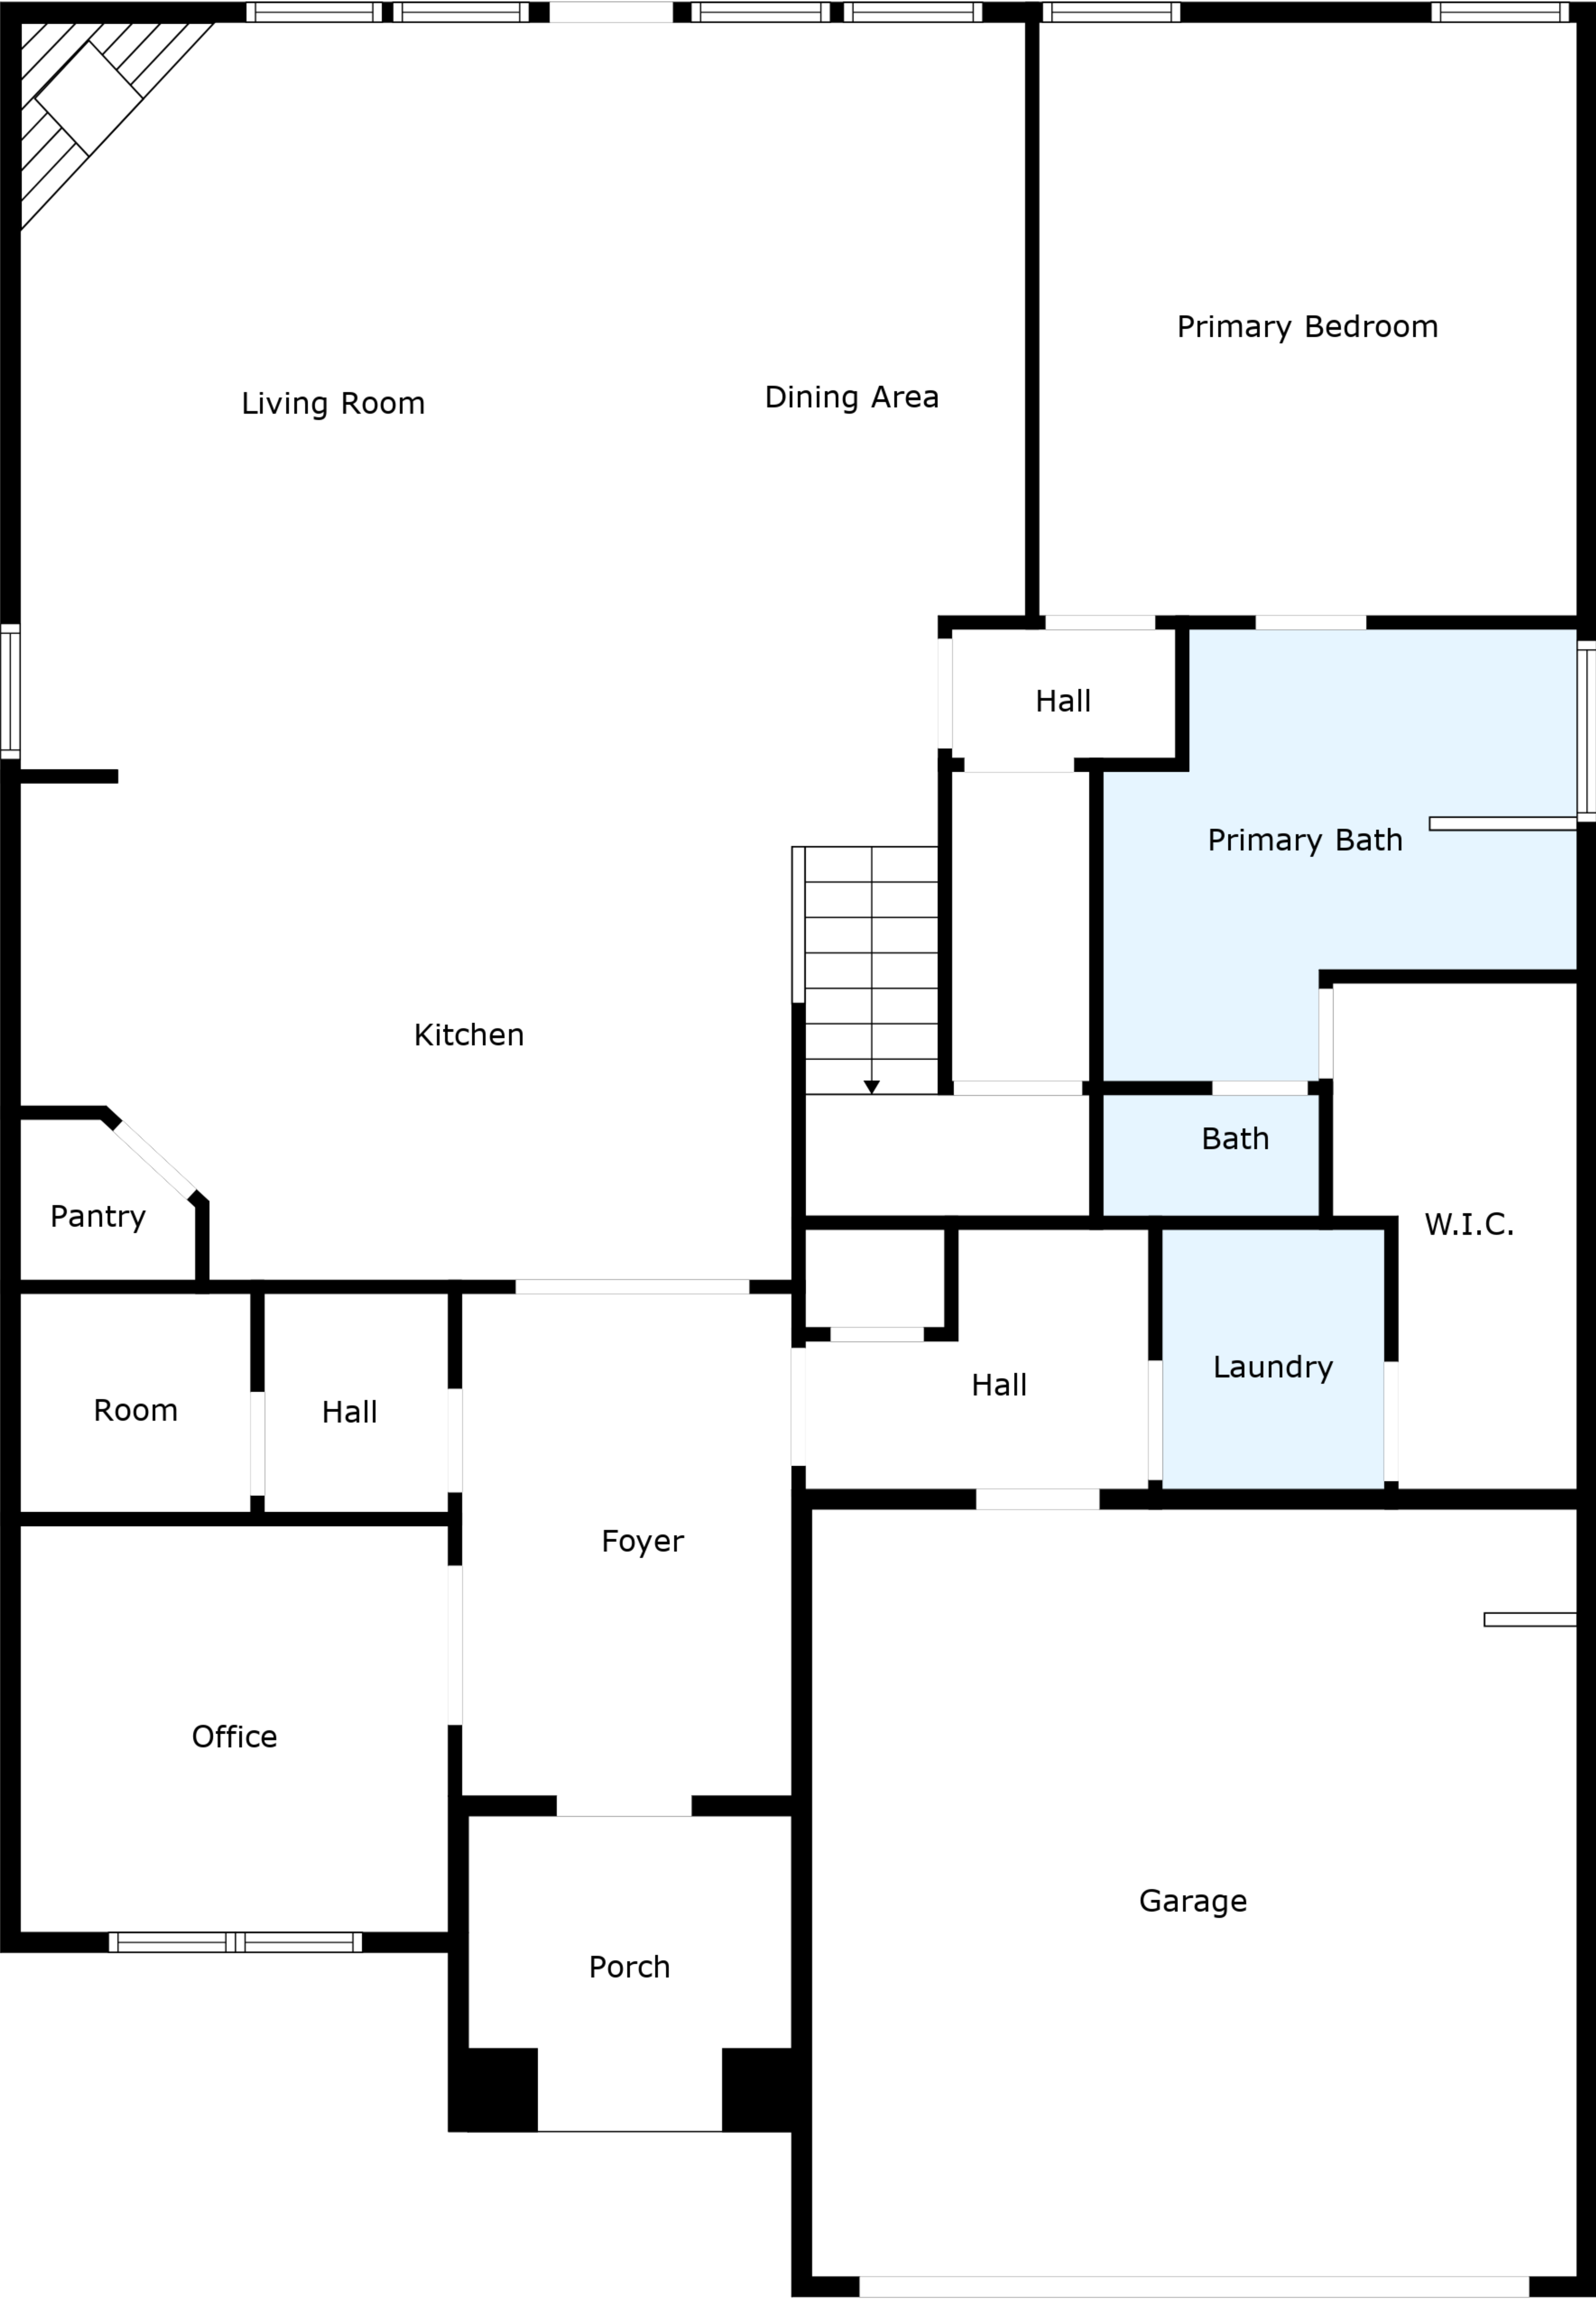 Primary Bedroom
Living Room
Dining Area
Hall
Primary Bath
Kitchen
Bath
Pantry
W.I.C.
Laundry
Hall
Room
Hall
Foyer
Office
Garage
Porch